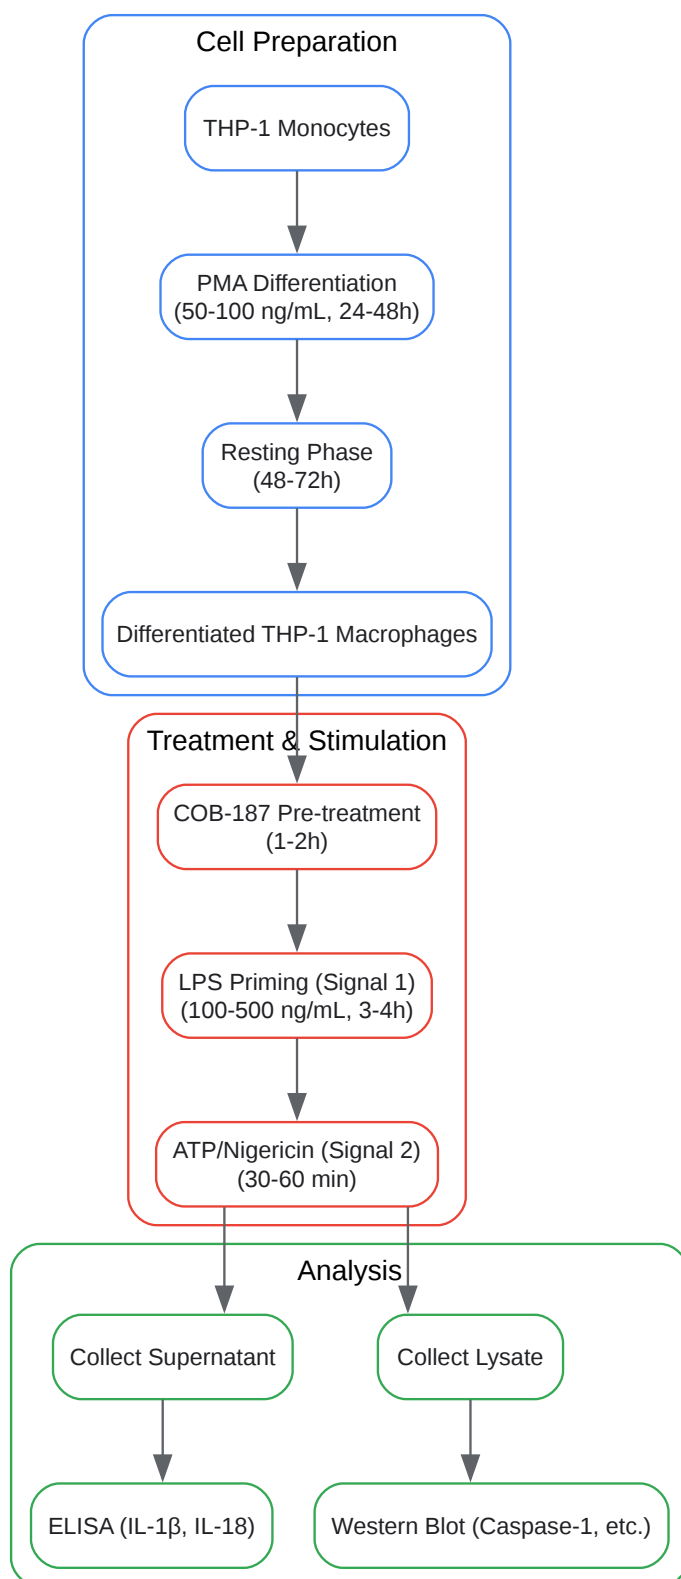 Cell Preparation
THP-1 Monocytes
PMA Differentiation
(50-100 ng/mL, 24-48h)
Resting Phase
(48-72h)
Differentiated THP-1 Macrophages
Treatment & Stimulation
COB-187 Pre-treatment
(1-2h)
LPS Priming (Signal 1)
(100-500 ng/mL, 3-4h)
ATP/Nigericin (Signal 2)
(30-60 min)
Analysis
Collect Supernatant
Collect Lysate
ELISA (IL-1β, IL-18)
Western Blot (Caspase-1, etc.)